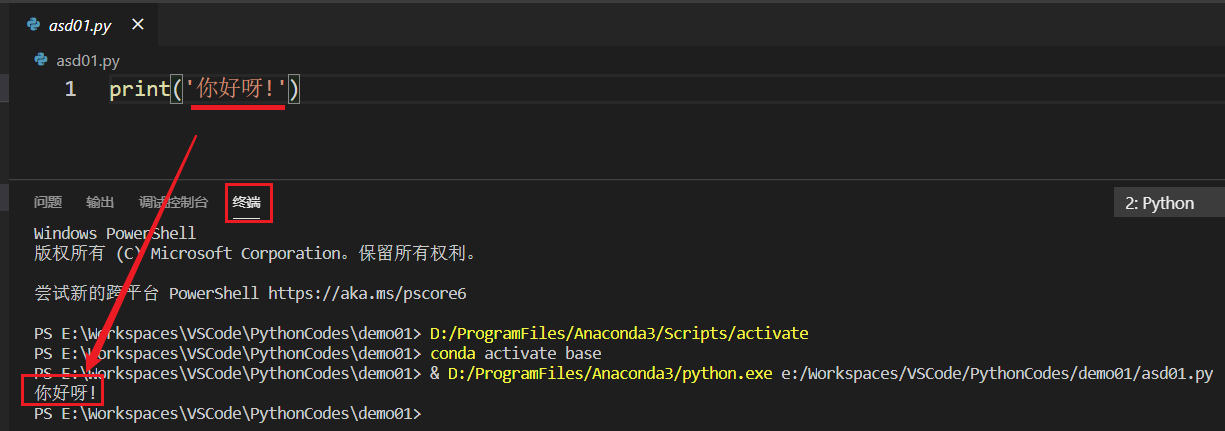 asd01.py
asd01.py
1 print('你好呀!')
问题 输出 调试控制台 终端 2: Python
Windows PowerShell
版权所有 (C) Microsoft Corporation。保留所有权利。
尝试新的跨平台 PowerShell https://aka.ms/pscore6
PS E:\Workspaces\VSCode\PythonCodes\demo01> D:/ProgramFiles/Anaconda3/Scripts/activate
PS E:\Workspaces\VSCode\PythonCodes\demo01> conda activate base
PS E:\Workspaces\VSCode\PythonCodes\demo01> & D:/ProgramFiles/Anaconda3/python.exe e:/Workspaces/VSCode/PythonCodes/demo01/asd01.py
你好呀!
PS E:\Workspaces\VSCode\PythonCodes\demo01>